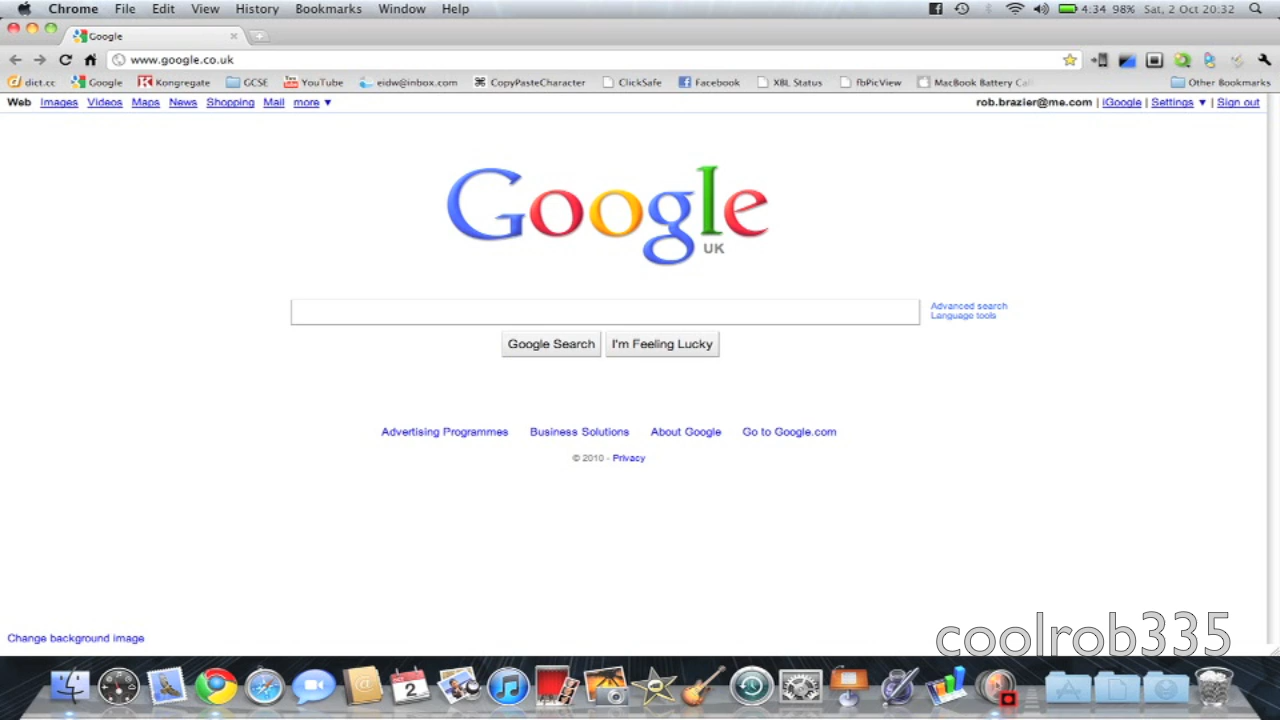 Chrome File Edit View History Bookmarks Window Help 4:34 98% Sat, 2 Oct 20:32
Google
www.google.co.uk
dict.cc Google Kongregate GCSE YouTube eidw@inbox.com CopyPasteCharacter ClickSafe Facebook XBL Status fbPicView MacBook Battery Other Bookmarks
Web Images Videos Maps News Shopping Mail more ▼ rob.brazier@me.com | iGoogle | Settings ▼ | Sign out
Google
UK
Advanced search
Language tools
Google Search I'm Feeling Lucky
Advertising Programmes Business Solutions About Google Go to Google.com
© 2010 - Privacy
coolrob335
Change background image
2